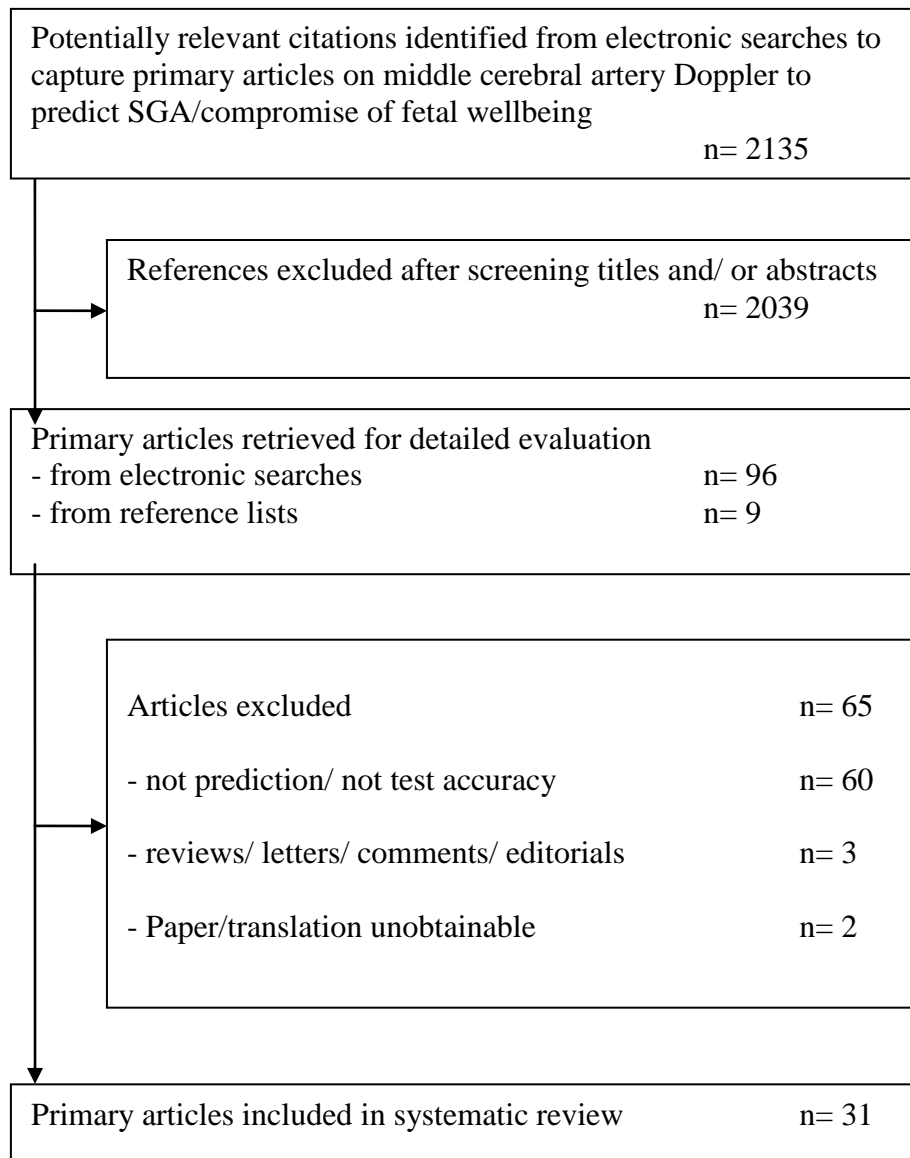 Potentially relevant citations identified from electronic searches to
capture primary articles on middle cerebral artery Doppler to
predict SGA/compromise of fetal wellbeing
n= 2135
References excluded after screening titles and/ or abstracts
n= 2039
Primary articles retrieved for detailed evaluation
- from electronic searches n= 96
- from reference lists n= 9
Articles excluded n= 65
- not prediction/ not test accuracy n= 60
- reviews/ letters/ comments/ editorials n= 3
- Paper/translation unobtainable n= 2
Primary articles included in systematic review n= 31